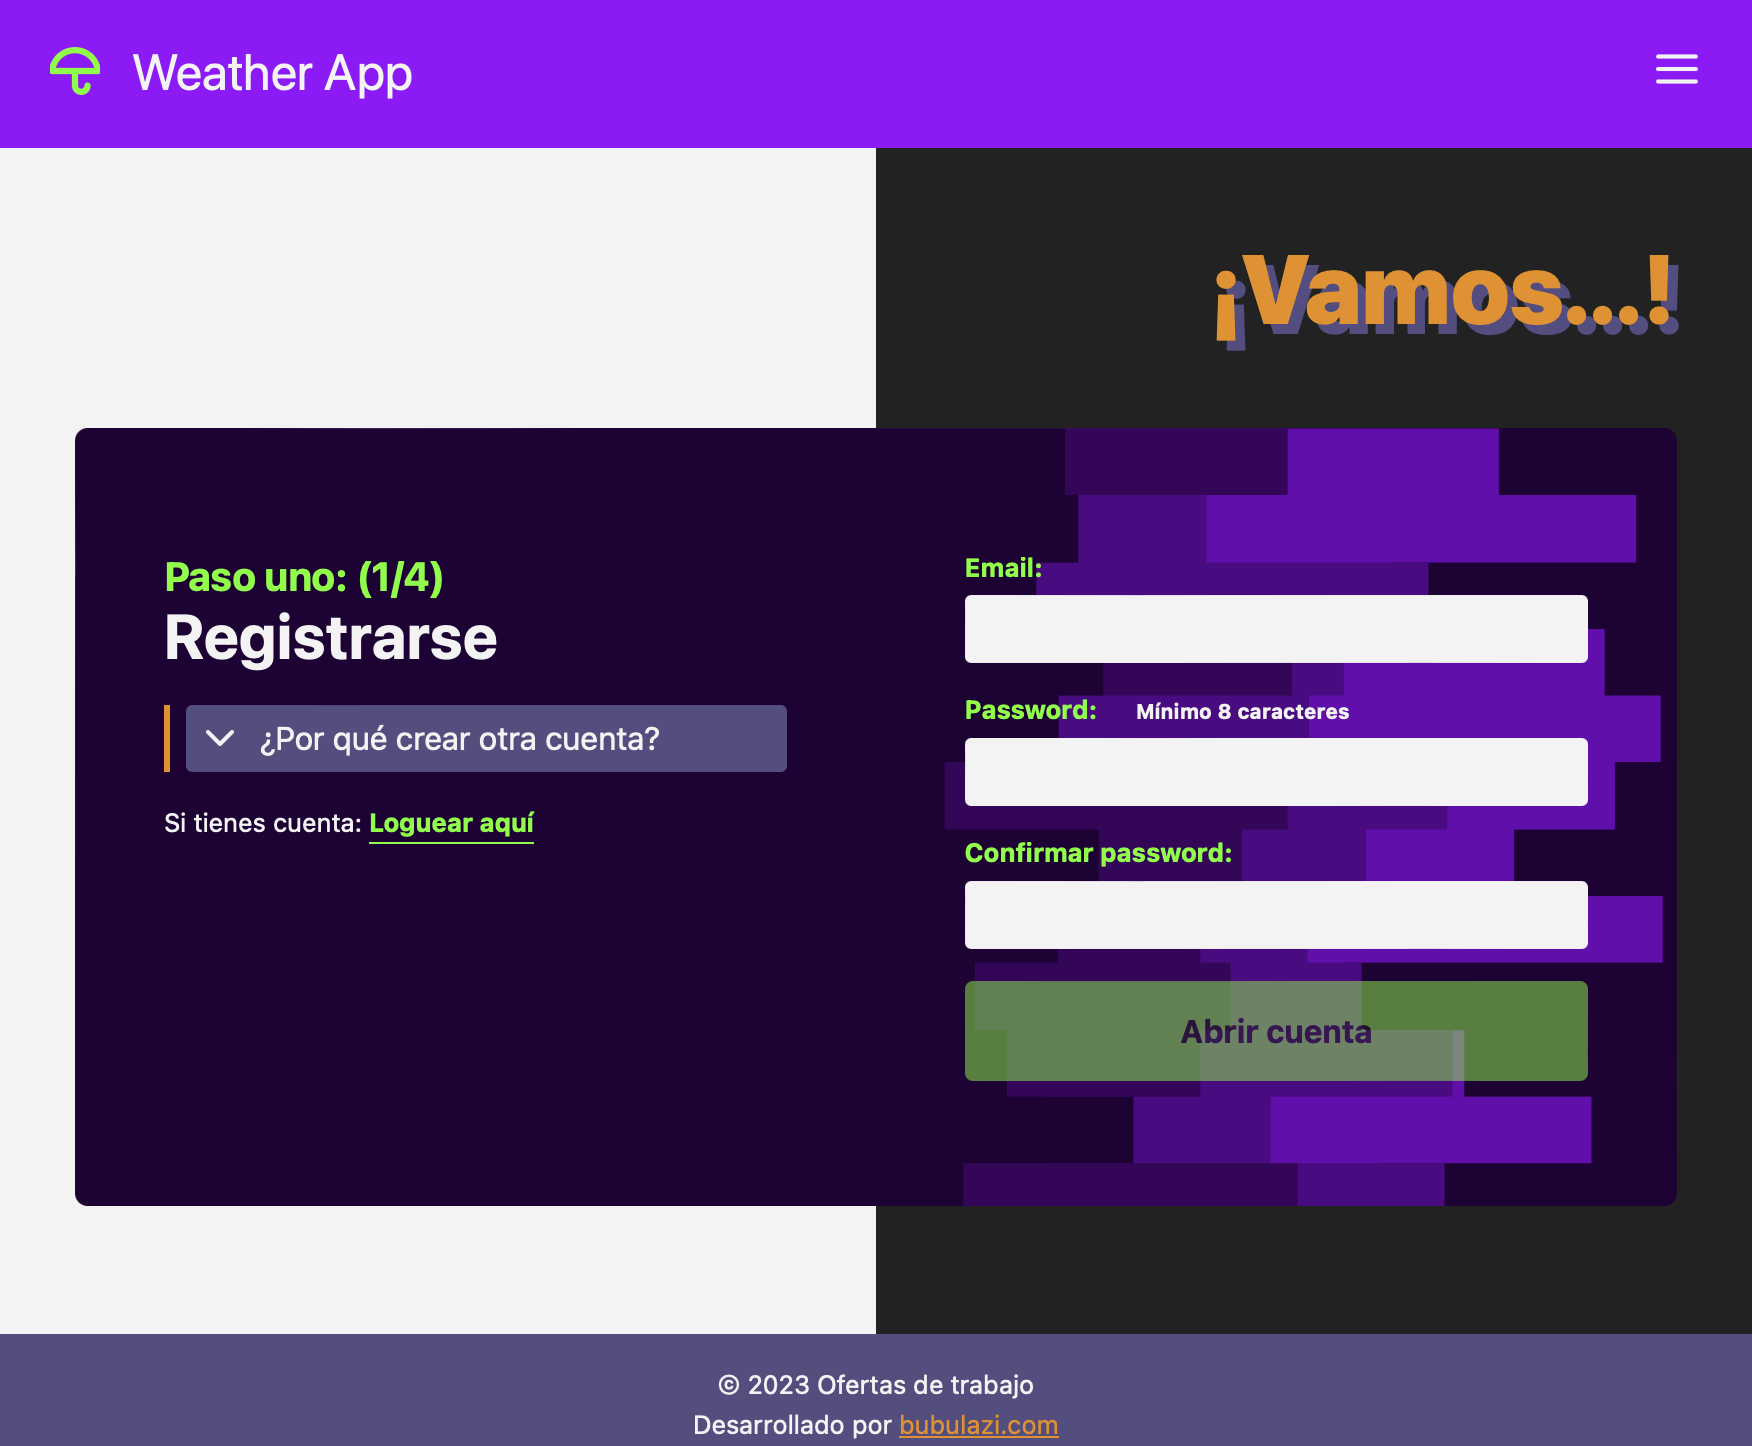 Weather App
¡Vamos...!
Paso uno: (1/4)
Registrarse
¿Por qué crear otra cuenta?
Si tienes cuenta: Loguear aquí
Email:
Password: Mínimo 8 caracteres
Confirmar password:
Abrir cuenta
© 2023 Ofertas de trabajo
Desarrollado por bubulazi.com